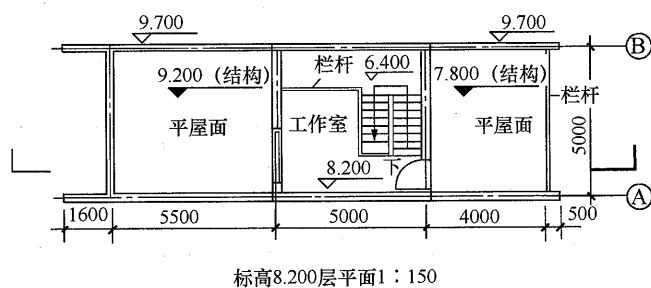 9.700
9.700
B
栏杆
6.400
9.200（结构）
7.800（结构）
栏杆
平屋面
工作室
平屋面
5000
8.200
下
A
1600
5500
5000
4000
500
标高8.200层平面1：150